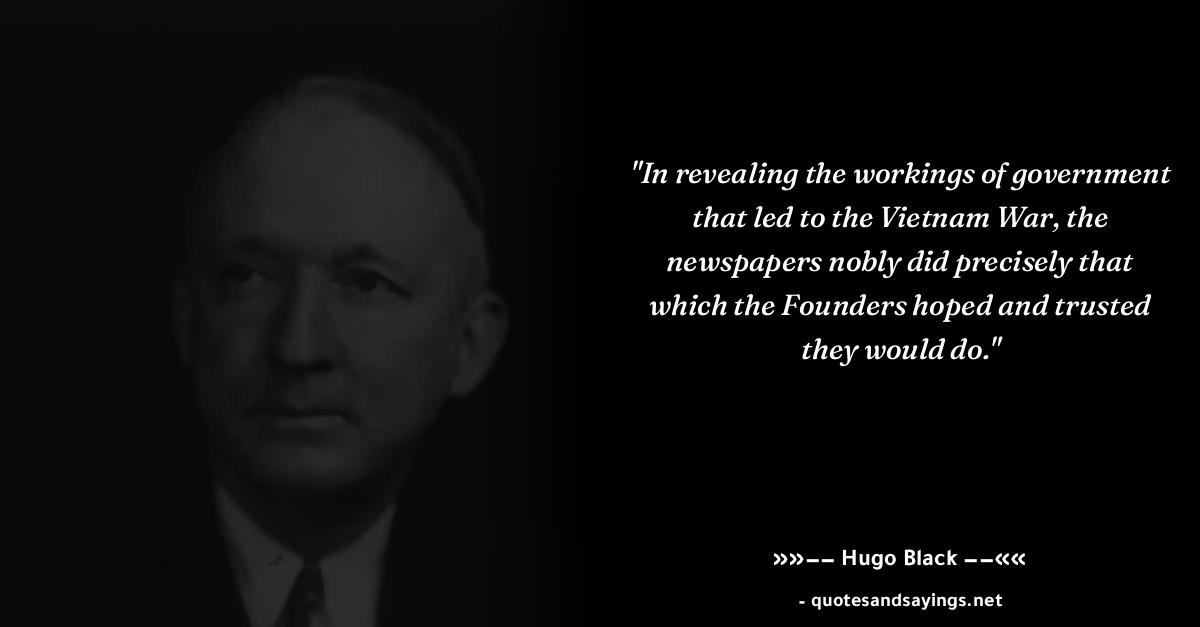 "In revealing the workings of government
that led to the Vietnam War, the
newspapers nobly did precisely that
which the Founders hoped and trusted
they would do."
»»–– Hugo Black ––««
- quotesandsayings.net